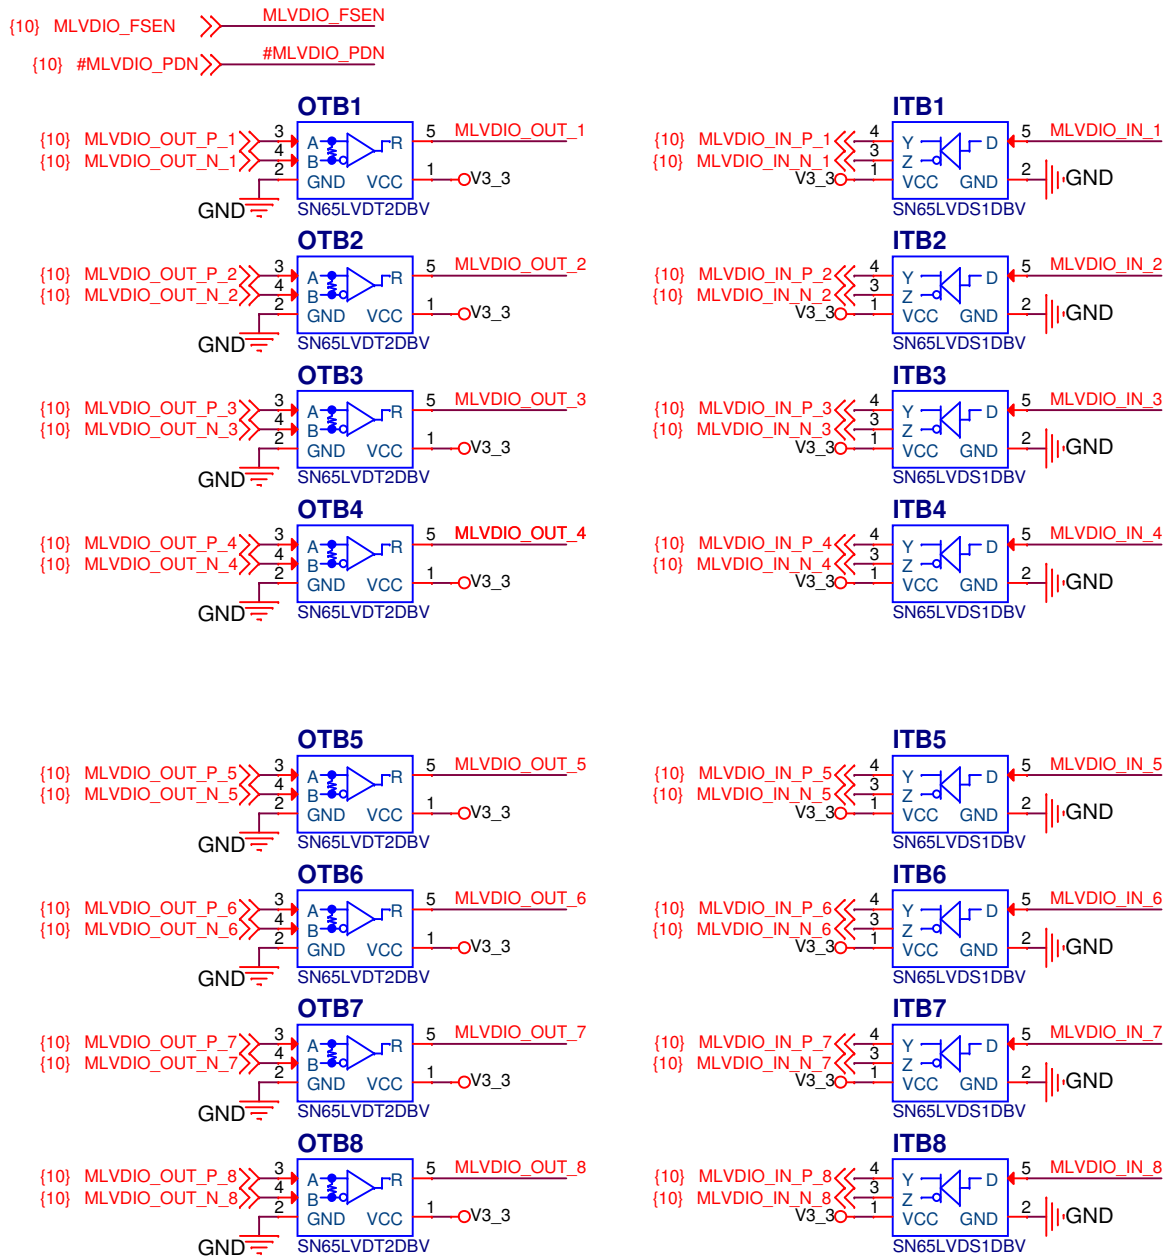 {10} MLVDIO_FSEN MLVDIO_FSEN
{10} #MLVDIO_PDN #MLVDIO_PDN
OTB1 ITB1
{10} MLVDIO_OUT_P_1 3 A R 5 MLVDIO_OUT_1 {10} MLVDIO_IN_P_1 4 Y D 5 MLVDIO_IN_1
{10} MLVDIO_OUT_N_1 4 B {10} MLVDIO_IN_N_1 3 Z
2 GND VCC 1 V3_3 V3_3 1 VCC GND 2 GND
GND SN65LVDT2DBV SN65LVDS1DBV
OTB2 ITB2
{10} MLVDIO_OUT_P_2 3 A R 5 MLVDIO_OUT_2 {10} MLVDIO_IN_P_2 4 Y D 5 MLVDIO_IN_2
{10} MLVDIO_OUT_N_2 4 B {10} MLVDIO_IN_N_2 3 Z
2 GND VCC 1 V3_3 V3_3 1 VCC GND 2 GND
GND SN65LVDT2DBV SN65LVDS1DBV
OTB3 ITB3
{10} MLVDIO_OUT_P_3 3 A R 5 MLVDIO_OUT_3 {10} MLVDIO_IN_P_3 4 Y D 5 MLVDIO_IN_3
{10} MLVDIO_OUT_N_3 4 B {10} MLVDIO_IN_N_3 3 Z
2 GND VCC 1 V3_3 V3_3 1 VCC GND 2 GND
GND SN65LVDT2DBV SN65LVDS1DBV
OTB4 ITB4
{10} MLVDIO_OUT_P_4 3 A R 5 MLVDIO_OUT_4 {10} MLVDIO_IN_P_4 4 Y D 5 MLVDIO_IN_4
{10} MLVDIO_OUT_N_4 4 B {10} MLVDIO_IN_N_4 3 Z
2 GND VCC 1 V3_3 V3_3 1 VCC GND 2 GND
GND SN65LVDT2DBV SN65LVDS1DBV
OTB5 ITB5
{10} MLVDIO_OUT_P_5 3 A R 5 MLVDIO_OUT_5 {10} MLVDIO_IN_P_5 4 Y D 5 MLVDIO_IN_5
{10} MLVDIO_OUT_N_5 4 B {10} MLVDIO_IN_N_5 3 Z
2 GND VCC 1 V3_3 V3_3 1 VCC GND 2 GND
GND SN65LVDT2DBV SN65LVDS1DBV
OTB6 ITB6
{10} MLVDIO_OUT_P_6 3 A R 5 MLVDIO_OUT_6 {10} MLVDIO_IN_P_6 4 Y D 5 MLVDIO_IN_6
{10} MLVDIO_OUT_N_6 4 B {10} MLVDIO_IN_N_6 3 Z
2 GND VCC 1 V3_3 V3_3 1 VCC GND 2 GND
GND SN65LVDT2DBV SN65LVDS1DBV
OTB7 ITB7
{10} MLVDIO_OUT_P_7 3 A R 5 MLVDIO_OUT_7 {10} MLVDIO_IN_P_7 4 Y D 5 MLVDIO_IN_7
{10} MLVDIO_OUT_N_7 4 B {10} MLVDIO_IN_N_7 3 Z
2 GND VCC 1 V3_3 V3_3 1 VCC GND 2 GND
GND SN65LVDT2DBV SN65LVDS1DBV
OTB8 ITB8
{10} MLVDIO_OUT_P_8 3 A R 5 MLVDIO_OUT_8 {10} MLVDIO_IN_P_8 4 Y D 5 MLVDIO_IN_8
{10} MLVDIO_OUT_N_8 4 B {10} MLVDIO_IN_N_8 3 Z
2 GND VCC 1 V3_3 V3_3 1 VCC GND 2 GND
GND SN65LVDT2DBV SN65LVDS1DBV